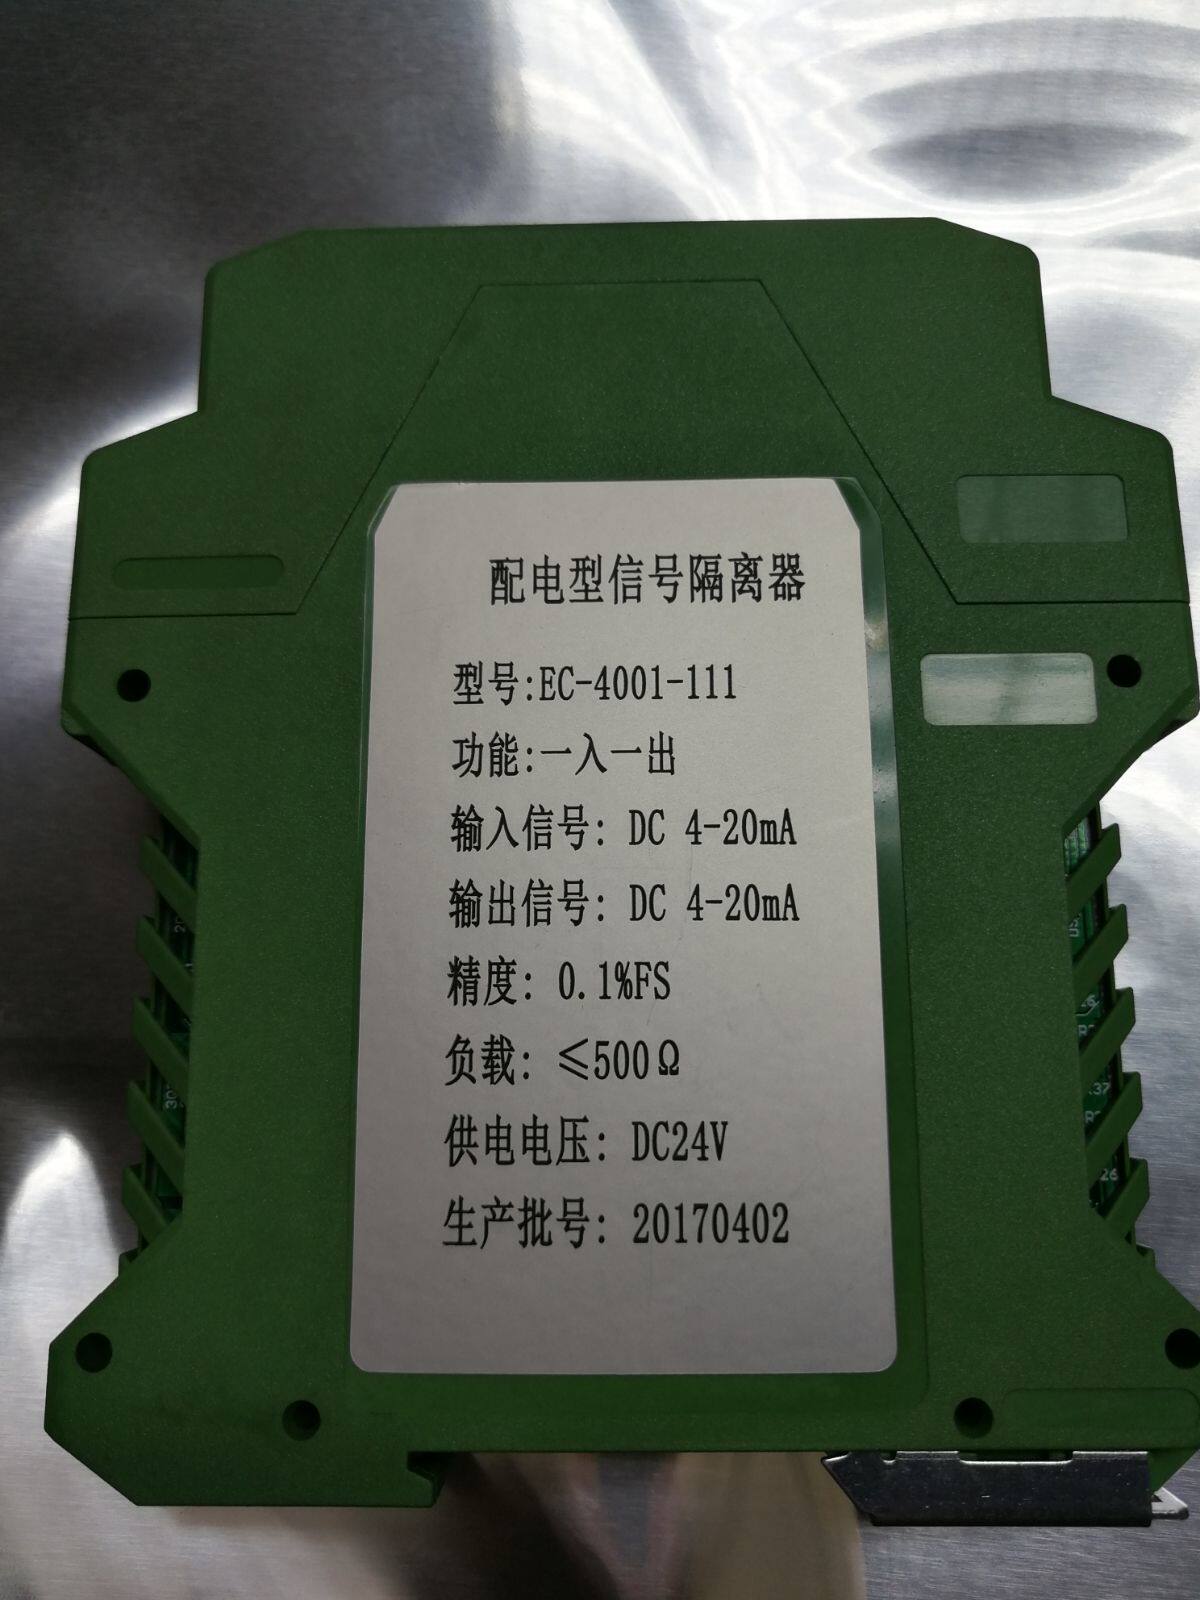 配电型信号隔离器
型号:EC-4001-111
功能:一入一出
输入信号: DC 4-20mA
输出信号: DC 4-20mA
精度: 0.1%FS
负载: ≤500Ω
供电电压: DC24V
生产批号: 20170402